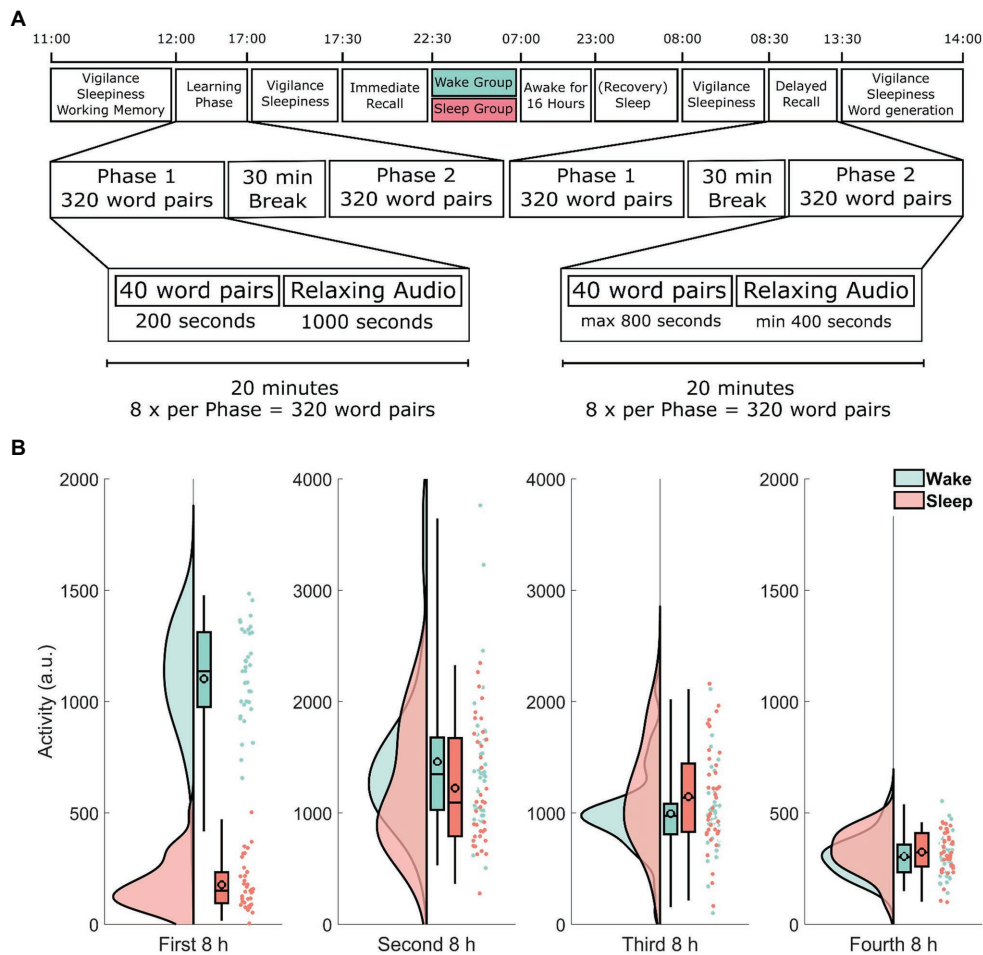 A
11:00 12:00 17:00 17:30 22:30 07:00 23:00 08:00 08:30 13:30 14:00
Vigilance
Sleepiness
Working Memory
Learning
Phase
Vigilance
Sleepiness
Immediate
Recall
Wake Group
Sleep Group
Awake for
16 Hours
(Recovery)
Sleep
Vigilance
Sleepiness
Delayed
Recall
Vigilance
Sleepiness
Word generation
Phase 1
320 word pairs
30 min
Break
Phase 2
320 word pairs
Phase 1
320 word pairs
30 min
Break
Phase 2
320 word pairs
40 word pairs
200 seconds
Relaxing Audio
1000 seconds
40 word pairs
max 800 seconds
Relaxing Audio
min 400 seconds
20 minutes
8 x per Phase = 320 word pairs
20 minutes
8 x per Phase = 320 word pairs
B
Activity (a.u.)
2000
1500
1000
500
0
First 8 h
4000
3000
2000
1000
0
Second 8 h
4000
3000
2000
1000
0
Third 8 h
2000
1500
1000
500
0
Fourth 8 h
Wake
Sleep